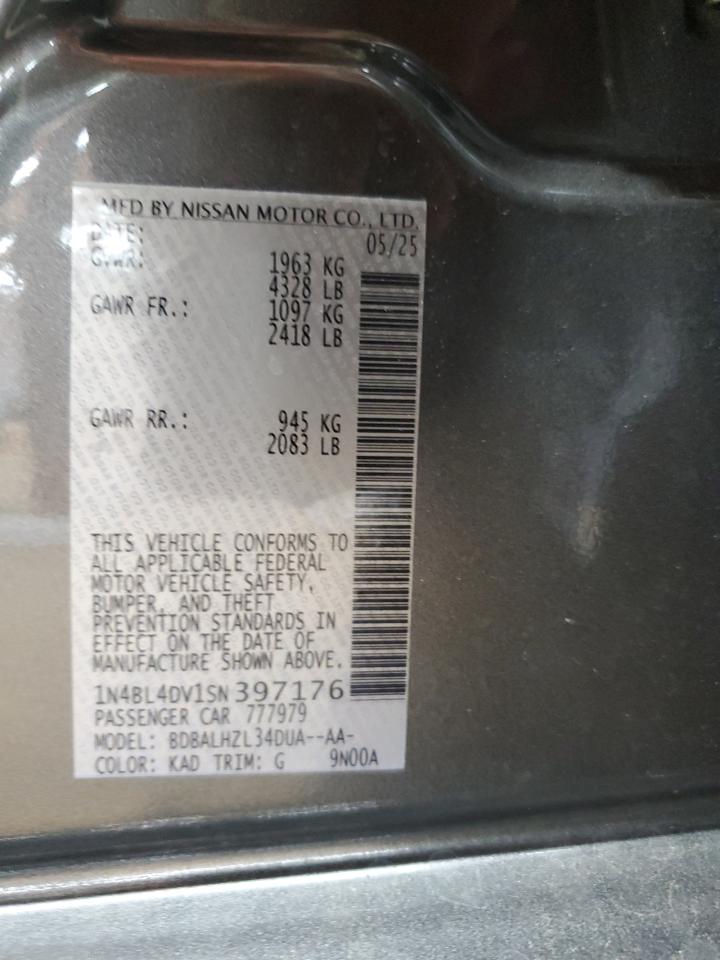 MFD BY NISSAN MOTOR CO., LTD.
DATE: 05/25
GVWR: 1963 KG
4328 LB
GAWR FR.: 1097 KG
2418 LB
GAWR RR.: 945 KG
2083 LB
THIS VEHICLE CONFORMS TO
ALL APPLICABLE FEDERAL
MOTOR VEHICLE SAFETY,
BUMPER, AND THEFT
PREVENTION STANDARDS IN
EFFECT ON THE DATE OF
MANUFACTURE SHOWN ABOVE.
1N4BL4DV1SN397176
PASSENGER CAR 777979
MODEL: BDBALHZL34DUA--AA-
COLOR: KAD TRIM: G 9N00A